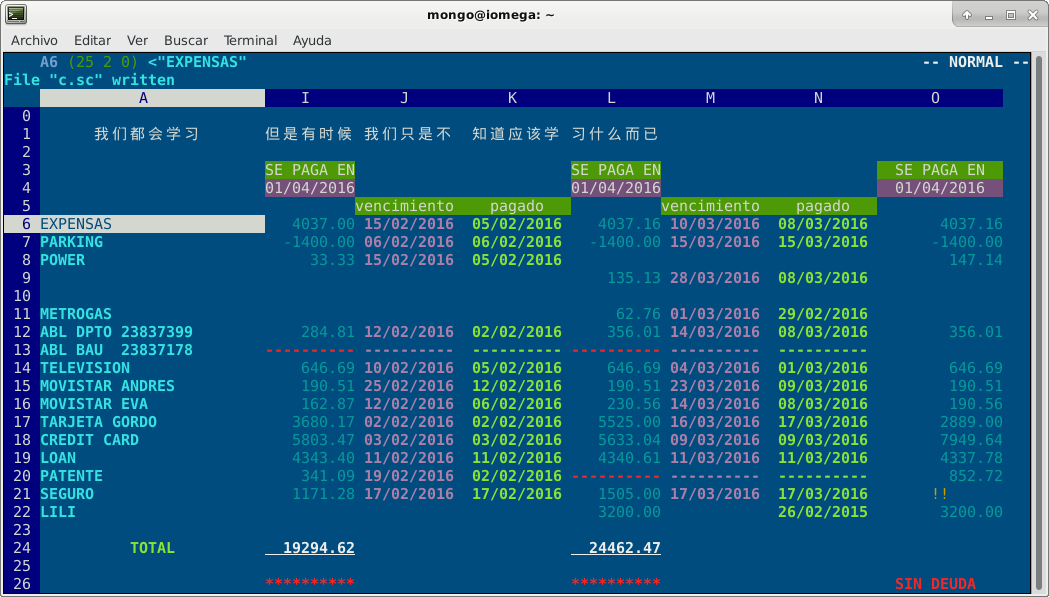 mongo@iomega: ~
Archivo Editar Ver Buscar Terminal Ayuda
A6 (25 2 0) <"EXPENSAS" -- NORMAL --
File "c.sc" written
A I J K L M N O
0
1 我们都会学习 但是有时候 我们只是不 知道应该学 习什么而已
2
3 SE PAGA EN SE PAGA EN SE PAGA EN
4 01/04/2016 01/04/2016 01/04/2016
5 vencimiento pagado vencimiento pagado
6 EXPENSAS 4037.00 15/02/2016 05/02/2016 4037.16 10/03/2016 08/03/2016 4037.16
7 PARKING -1400.00 06/02/2016 06/02/2016 -1400.00 15/03/2016 15/03/2016 -1400.00
8 POWER 33.33 15/02/2016 05/02/2016 147.14
9 135.13 28/03/2016 08/03/2016
10
11 METROGAS 62.76 01/03/2016 29/02/2016
12 ABL DPTO 23837399 284.81 12/02/2016 02/02/2016 356.01 14/03/2016 08/03/2016 356.01
13 ABL BAU  23837178 ---------- ---------- ---------- ---------- ---------- ----------
14 TELEVISION 646.69 10/02/2016 05/02/2016 646.69 04/03/2016 01/03/2016 646.69
15 MOVISTAR ANDRES 190.51 25/02/2016 12/02/2016 190.51 23/03/2016 09/03/2016 190.51
16 MOVISTAR EVA 162.87 12/02/2016 06/02/2016 230.56 14/03/2016 08/03/2016 190.56
17 TARJETA GORDO 3680.17 02/02/2016 02/02/2016 5525.00 16/03/2016 17/03/2016 2889.00
18 CREDIT CARD 5803.47 03/02/2016 03/02/2016 5633.04 09/03/2016 09/03/2016 7949.64
19 LOAN 4343.40 11/02/2016 11/02/2016 4340.61 11/03/2016 11/03/2016 4337.78
20 PATENTE 341.09 19/02/2016 02/02/2016 ---------- ---------- ---------- 852.72
21 SEGURO 1171.28 17/02/2016 17/02/2016 1505.00 17/03/2016 17/03/2016 !!
22 LILI 3200.00 26/02/2015 3200.00
23
24 TOTAL 19294.62 24462.47
25
26 ********** ********** SIN DEUDA